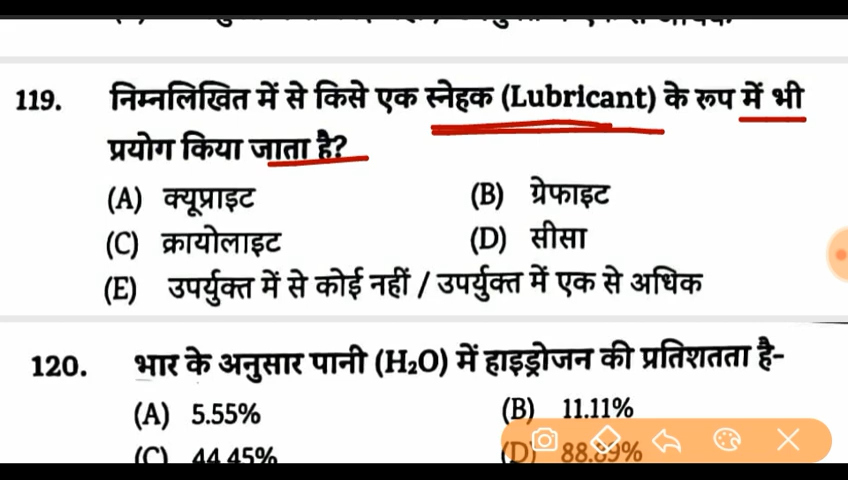 119. निम्नलिखित में से किसे एक स्नेहक (Lubricant) के रूप में भी
प्रयोग किया जाता है?
(A) क्यूप्राइट (B) ग्रेफाइट
(C) क्रायोलाइट (D) सीसा
(E) उपर्युक्त में से कोई नहीं / उपर्युक्त में एक से अधिक
120. भार के अनुसार पानी (H₂O) में हाइड्रोजन की प्रतिशतता है-
(A) 5.55% (B) 11.11%
(C) 44.45% (D) 88.89%